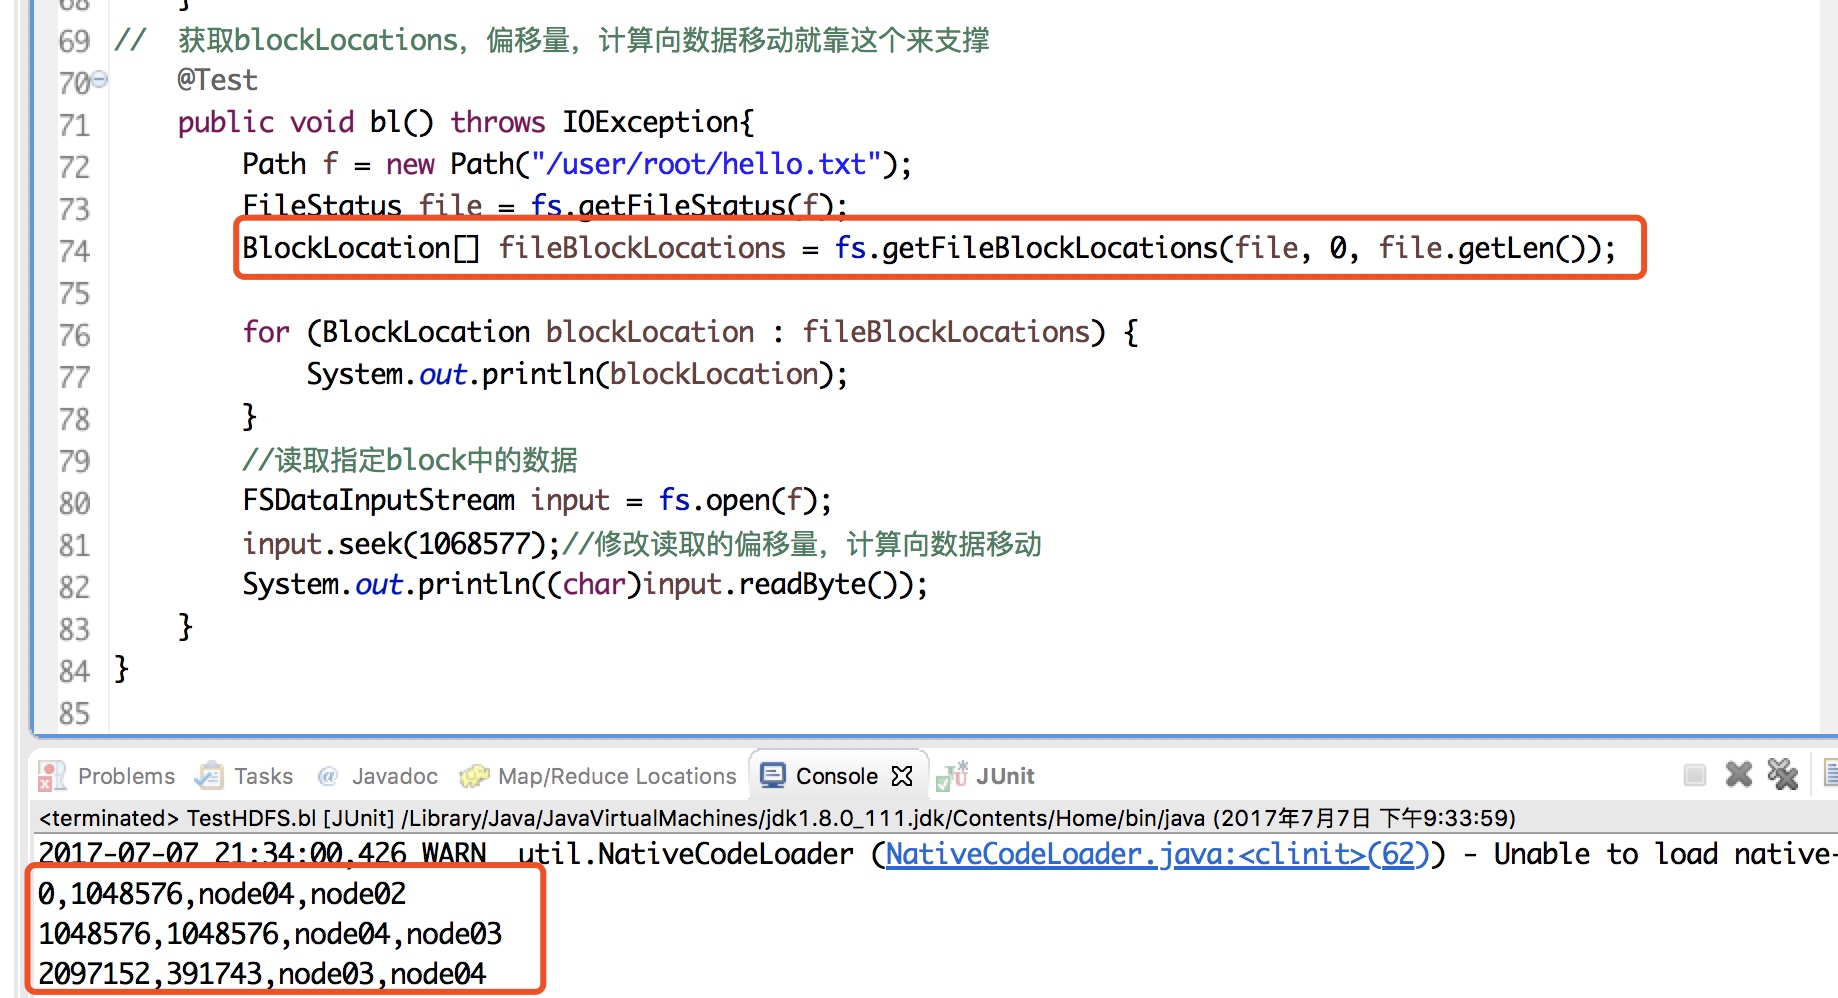 68 }
69 // 获取blockLocations，偏移量，计算向数据移动就靠这个来支撑
70 @Test
71 public void bl() throws IOException{
72 Path f = new Path("/user/root/hello.txt");
73 FileStatus file = fs.getFileStatus(f);
74 BlockLocation[] fileBlockLocations = fs.getFileBlockLocations(file, 0, file.getLen());
75
76 for (BlockLocation blockLocation : fileBlockLocations) {
77 System.out.println(blockLocation);
78 }
79 //读取指定block中的数据
80 FSDataInputStream input = fs.open(f);
81 input.seek(1068577);//修改读取的偏移量，计算向数据移动
82 System.out.println((char)input.readByte());
83 }
84 }
85
Problems Tasks @ Javadoc Map/Reduce Locations Console JUnit
<terminated> TestHDFS.bl [JUnit] /Library/Java/JavaVirtualMachines/jdk1.8.0_111.jdk/Contents/Home/bin/java (2017年7月7日 下午9:33:59)
2017-07-07 21:34:00,426 WARN util.NativeCodeLoader (NativeCodeLoader.java:<clinit>(62)) - Unable to load native-
0,1048576,node04,node02
1048576,1048576,node04,node03
2097152,391743,node03,node04